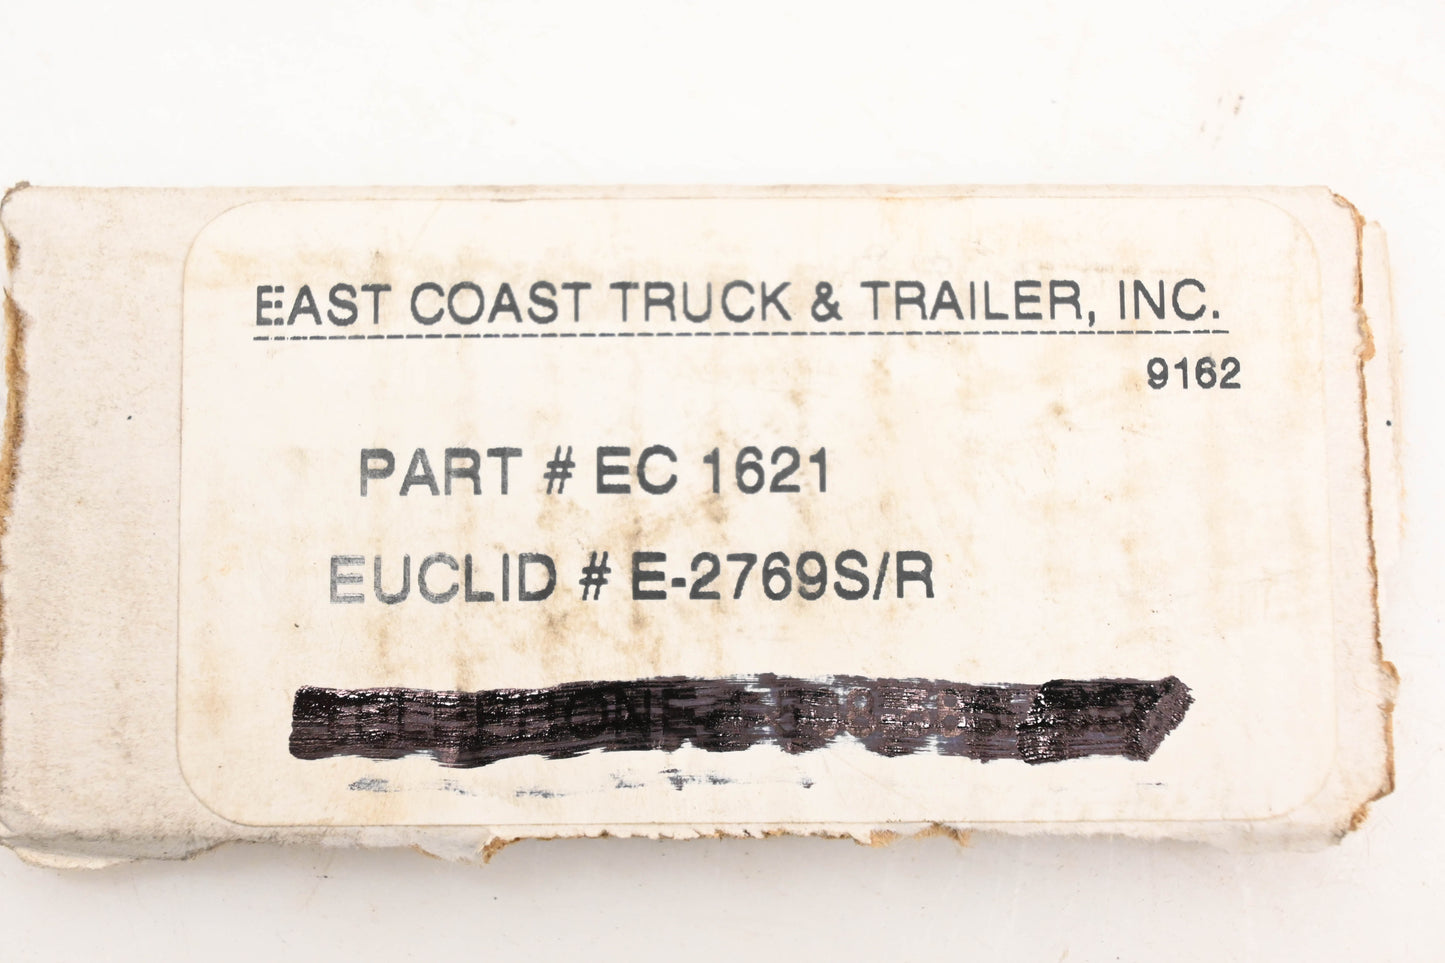 EAST COAST TRUCK & TRAILER, INC.
9162
PART # EC 1621
EUCLID # E-2769S/R